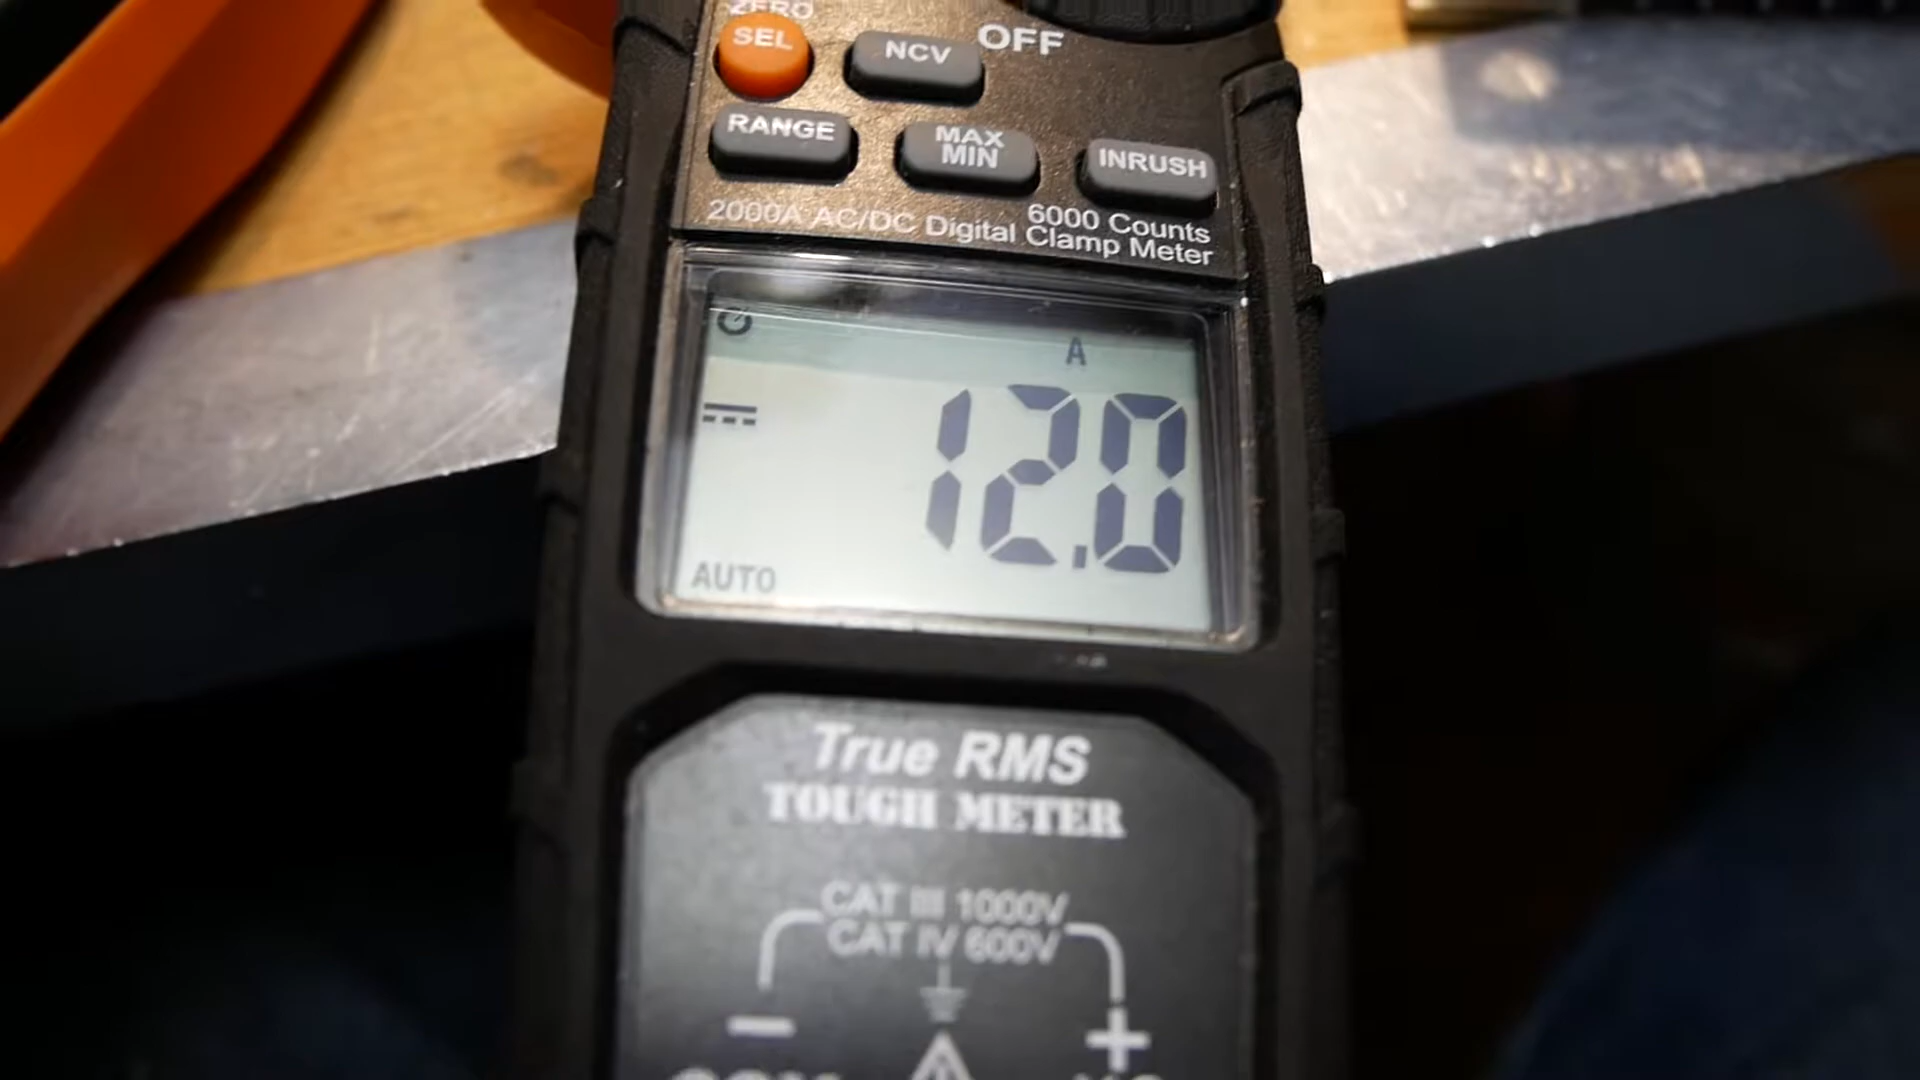 ZERO
SEL
NCV
OFF
RANGE
MAX
MIN
INRUSH
2000A AC/DC Digital Clamp Meter
6000 Counts
A
12.0
AUTO
True RMS
TOUGH METER
CAT III 1000V
CAT IV 600V